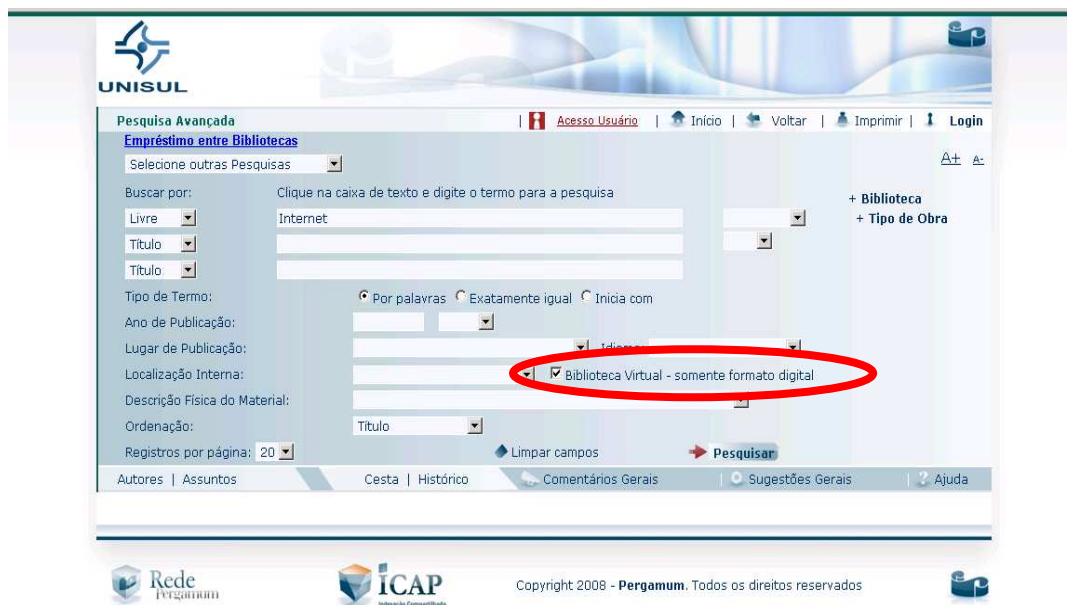 UNISUL
Pesquisa Avançada | Acesso Usuário | Início | Voltar | Imprimir | Login
Empréstimo entre Bibliotecas
Selecione outras Pesquisas
A+ A-
Buscar por: Clique na caixa de texto e digite o termo para a pesquisa
+ Biblioteca
Livre Internet
+ Tipo de Obra
Título
Título
Tipo de Termo: Por palavras Exatamente igual Inicia com
Ano de Publicação:
Lugar de Publicação: Idioma:
Localização Interna: Biblioteca Virtual - somente formato digital
Descrição Física do Material:
Ordenação: Título
Registros por página: 20 Limpar campos Pesquisar
Autores | Assuntos Cesta | Histórico Comentários Gerais | Sugestões Gerais | Ajuda
Rede
Pergamum
ICAP
Indexação Compartilhada
Copyright 2008 - Pergamum. Todos os direitos reservados